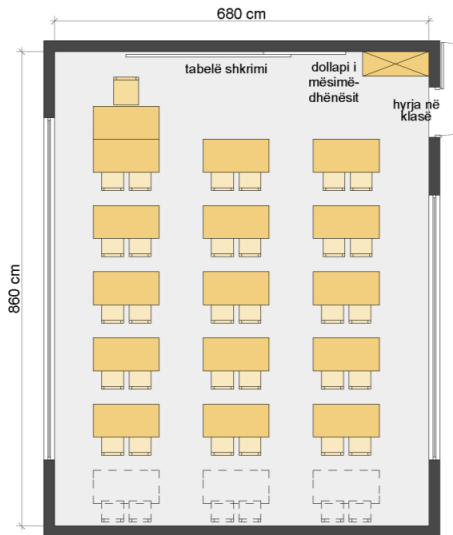 680 cm
tabelë shkrimi
dollapi i
mësimë-
dhënësit
hyrja në
klasë
860 cm